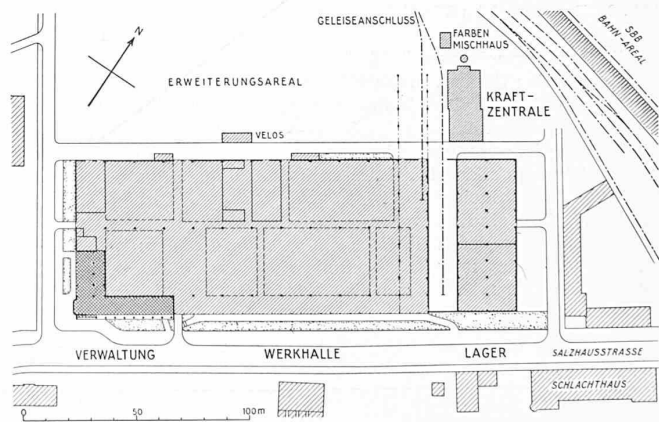 GELEISEANSCHLUSS
N
FARBEN
MISCHHAUS
SBB
BAHN-AREAL
ERWEITERUNGSAREAL
KRAFT-
ZENTRALE
VELOS
VERWALTUNG
WERKHALLE
LAGER
SALZHAUSSTRASSE
SCHLACHTHAUS
0 50 100m